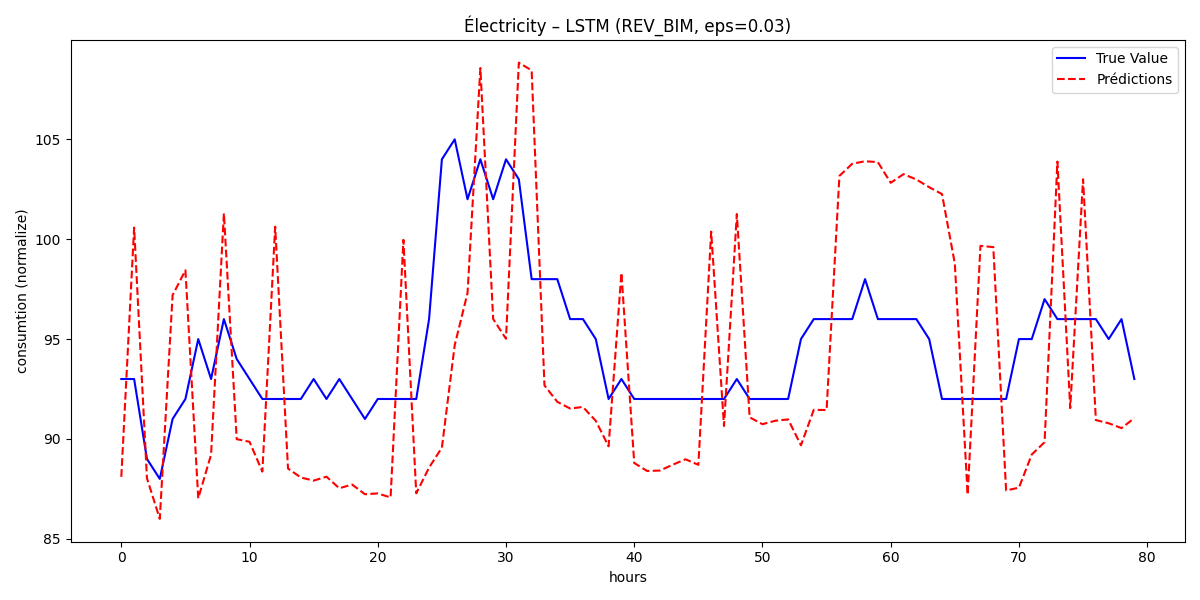 Électricity – LSTM (REV_BIM, eps=0.03)
True Value
Prédictions
consumtion (normalize)
105
100
95
90
85
0 10 20 30 40 50 60 70 80
hours